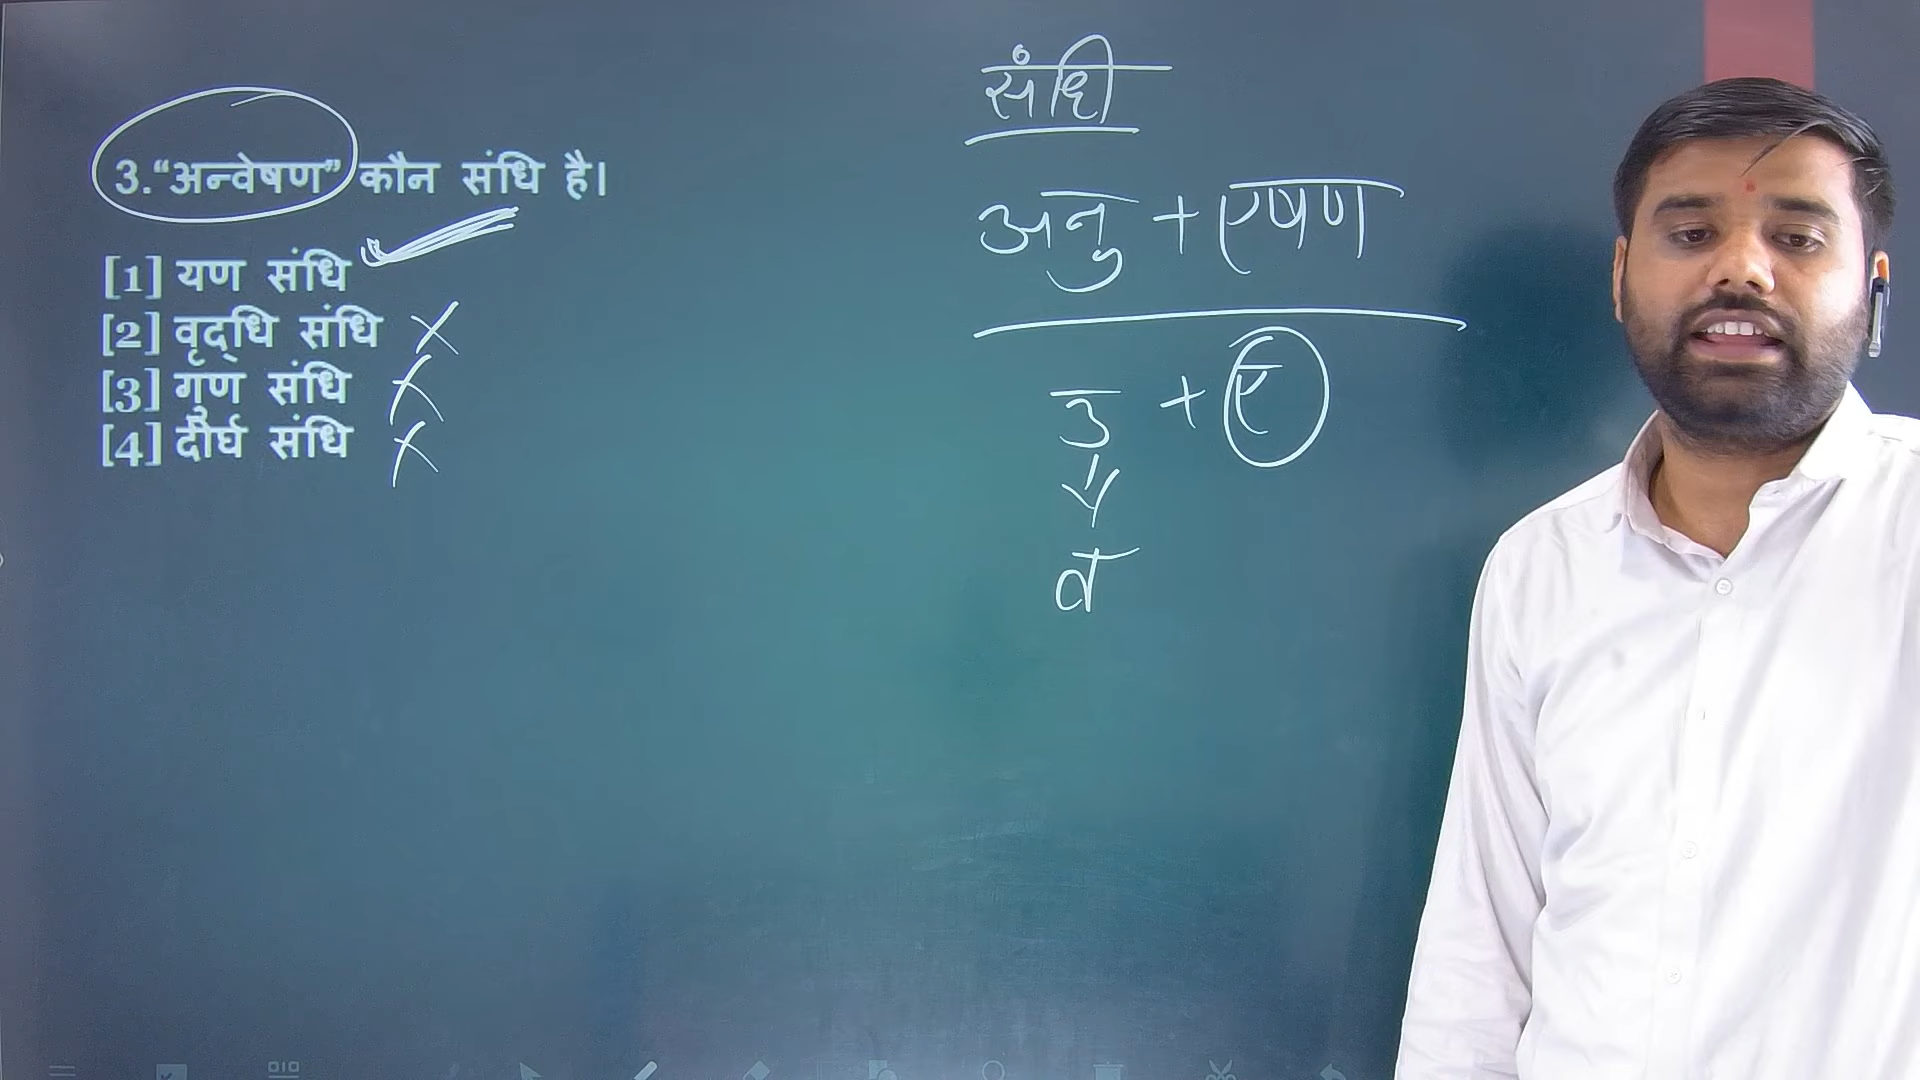 3.“अन्वेषण” कौन संधि है।
[1] यण संधि
[2] वृद्धि संधि
[3] गुण संधि
[4] दीर्घ संधि
संधि
अनु + एषण
उ + ए
व